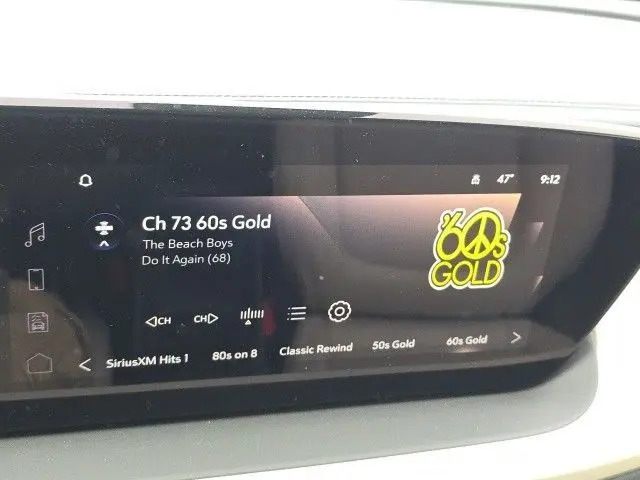 47°
9:12
Ch 73 60s Gold
The Beach Boys
Do It Again (68)
'60s
GOLD
CH
CH
SiriusXM Hits 1
80s on 8
Classic Rewind
50s Gold
60s Gold